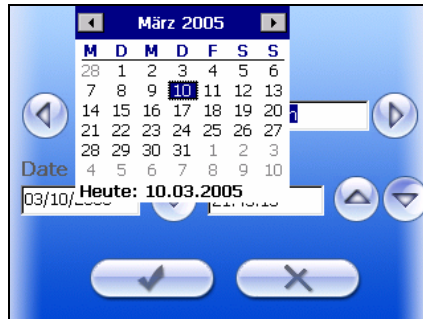 März 2005
M D M D F S S
28 1 2 3 4 5 6
7 8 9 10 11 12 13
14 15 16 17 18 19 20
21 22 23 24 25 26 27
28 29 30 31 1 2 3
4 5 6 7 8 9 10
Heute: 10.03.2005
Date
03/10/